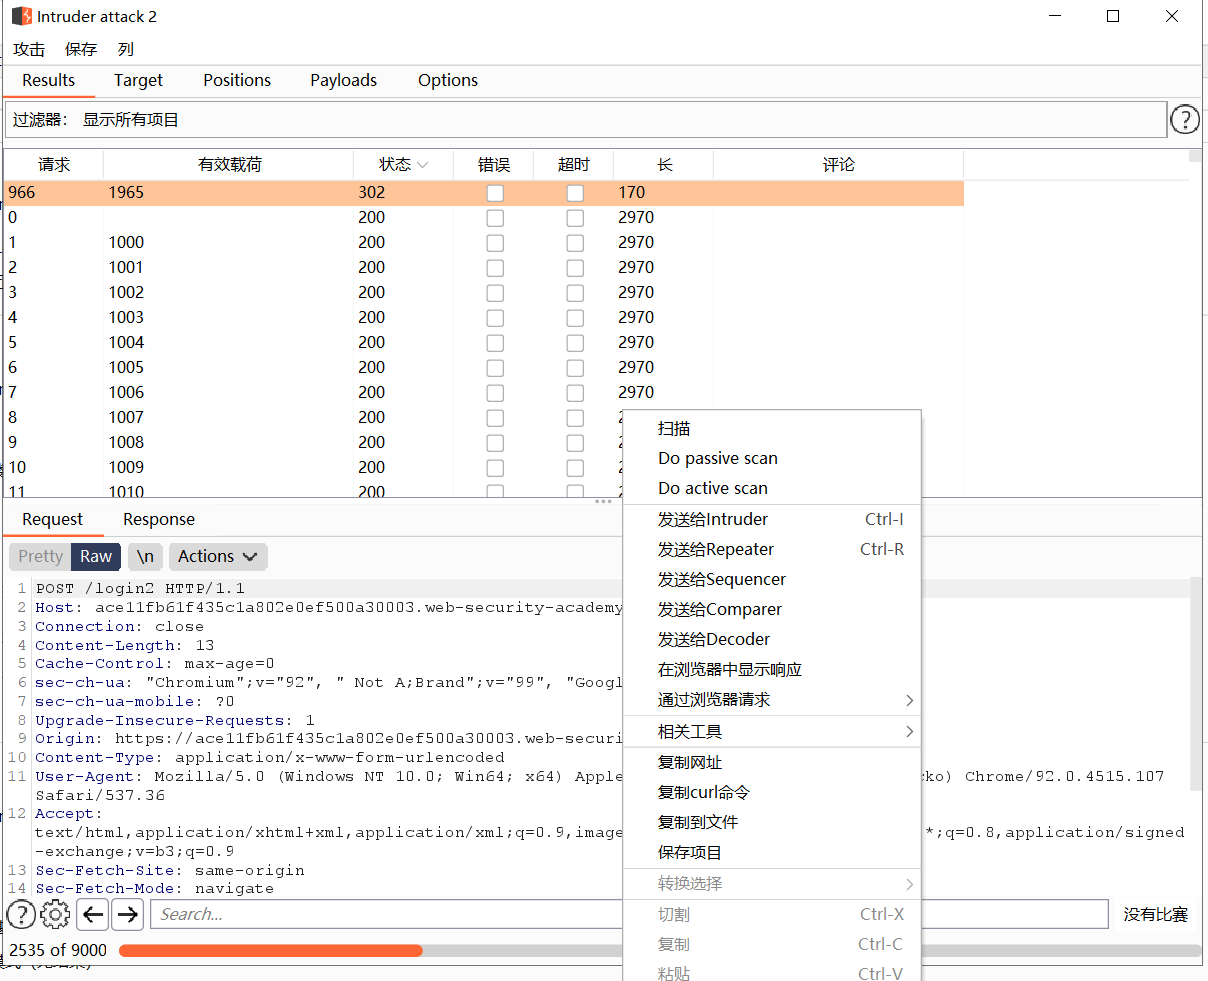 Intruder attack 2
攻击 保存 列
Results Target Positions Payloads Options
过滤器： 显示所有项目
请求 有效载荷 状态 错误 超时 长 评论
966 1965 302 170
0 200 2970
1 1000 200 2970
2 1001 200 2970
3 1002 200 2970
4 1003 200 2970
5 1004 200 2970
6 1005 200 2970
7 1006 200 2970
8 1007 200
9 1008 200
10 1009 200
11 1010 200
扫描
Do passive scan
Do active scan
发送给Intruder Ctrl-I
发送给Repeater Ctrl-R
发送给Sequencer
发送给Comparer
发送给Decoder
在浏览器中显示响应
通过浏览器请求
相关工具
复制网址
复制curl命令
复制到文件
保存项目
转换选择
切割 Ctrl-X
复制 Ctrl-C
粘贴 Ctrl-V
Request Response
Pretty Raw \n Actions
1 POST /login2 HTTP/1.1
2 Host: ace11fb61f435c1a802e0ef500a30003.web-security-academy
3 Connection: close
4 Content-Length: 13
5 Cache-Control: max-age=0
6 sec-ch-ua: "Chromium";v="92", " Not A;Brand";v="99", "Googl
7 sec-ch-ua-mobile: ?0
8 Upgrade-Insecure-Requests: 1
9 Origin: https://ace11fb61f435c1a802e0ef500a30003.web-securi
10 Content-Type: application/x-www-form-urlencoded
11 User-Agent: Mozilla/5.0 (Windows NT 10.0; Win64; x64) Apple cko) Chrome/92.0.4515.107
Safari/537.36
12 Accept:
text/html,application/xhtml+xml,application/xml;q=0.9,image *;q=0.8,application/signed
-exchange;v=b3;q=0.9
13 Sec-Fetch-Site: same-origin
14 Sec-Fetch-Mode: navigate
Search... 没有比赛
2535 of 9000